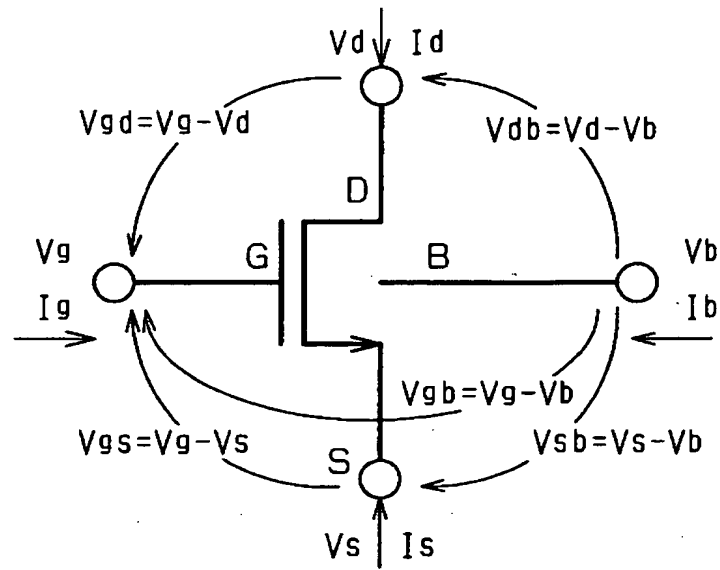 Vd Id
Vgd=Vg-Vd
Vdb=Vd-Vb
D
Vg G B Vb
Ig Ib
Vgb=Vg-Vb
Vgs=Vg-Vs
Vsb=Vs-Vb
S
Vs Is